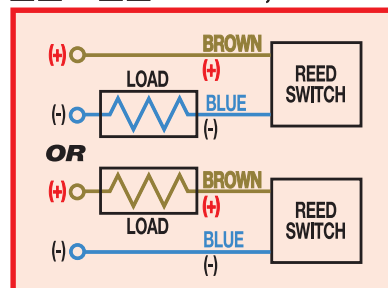 (+) BROWN
(+)
LOAD
REED
SWITCH
(-) BLUE
(-)
OR
(+) BROWN
(+)
LOAD
REED
SWITCH
(-) BLUE
(-)